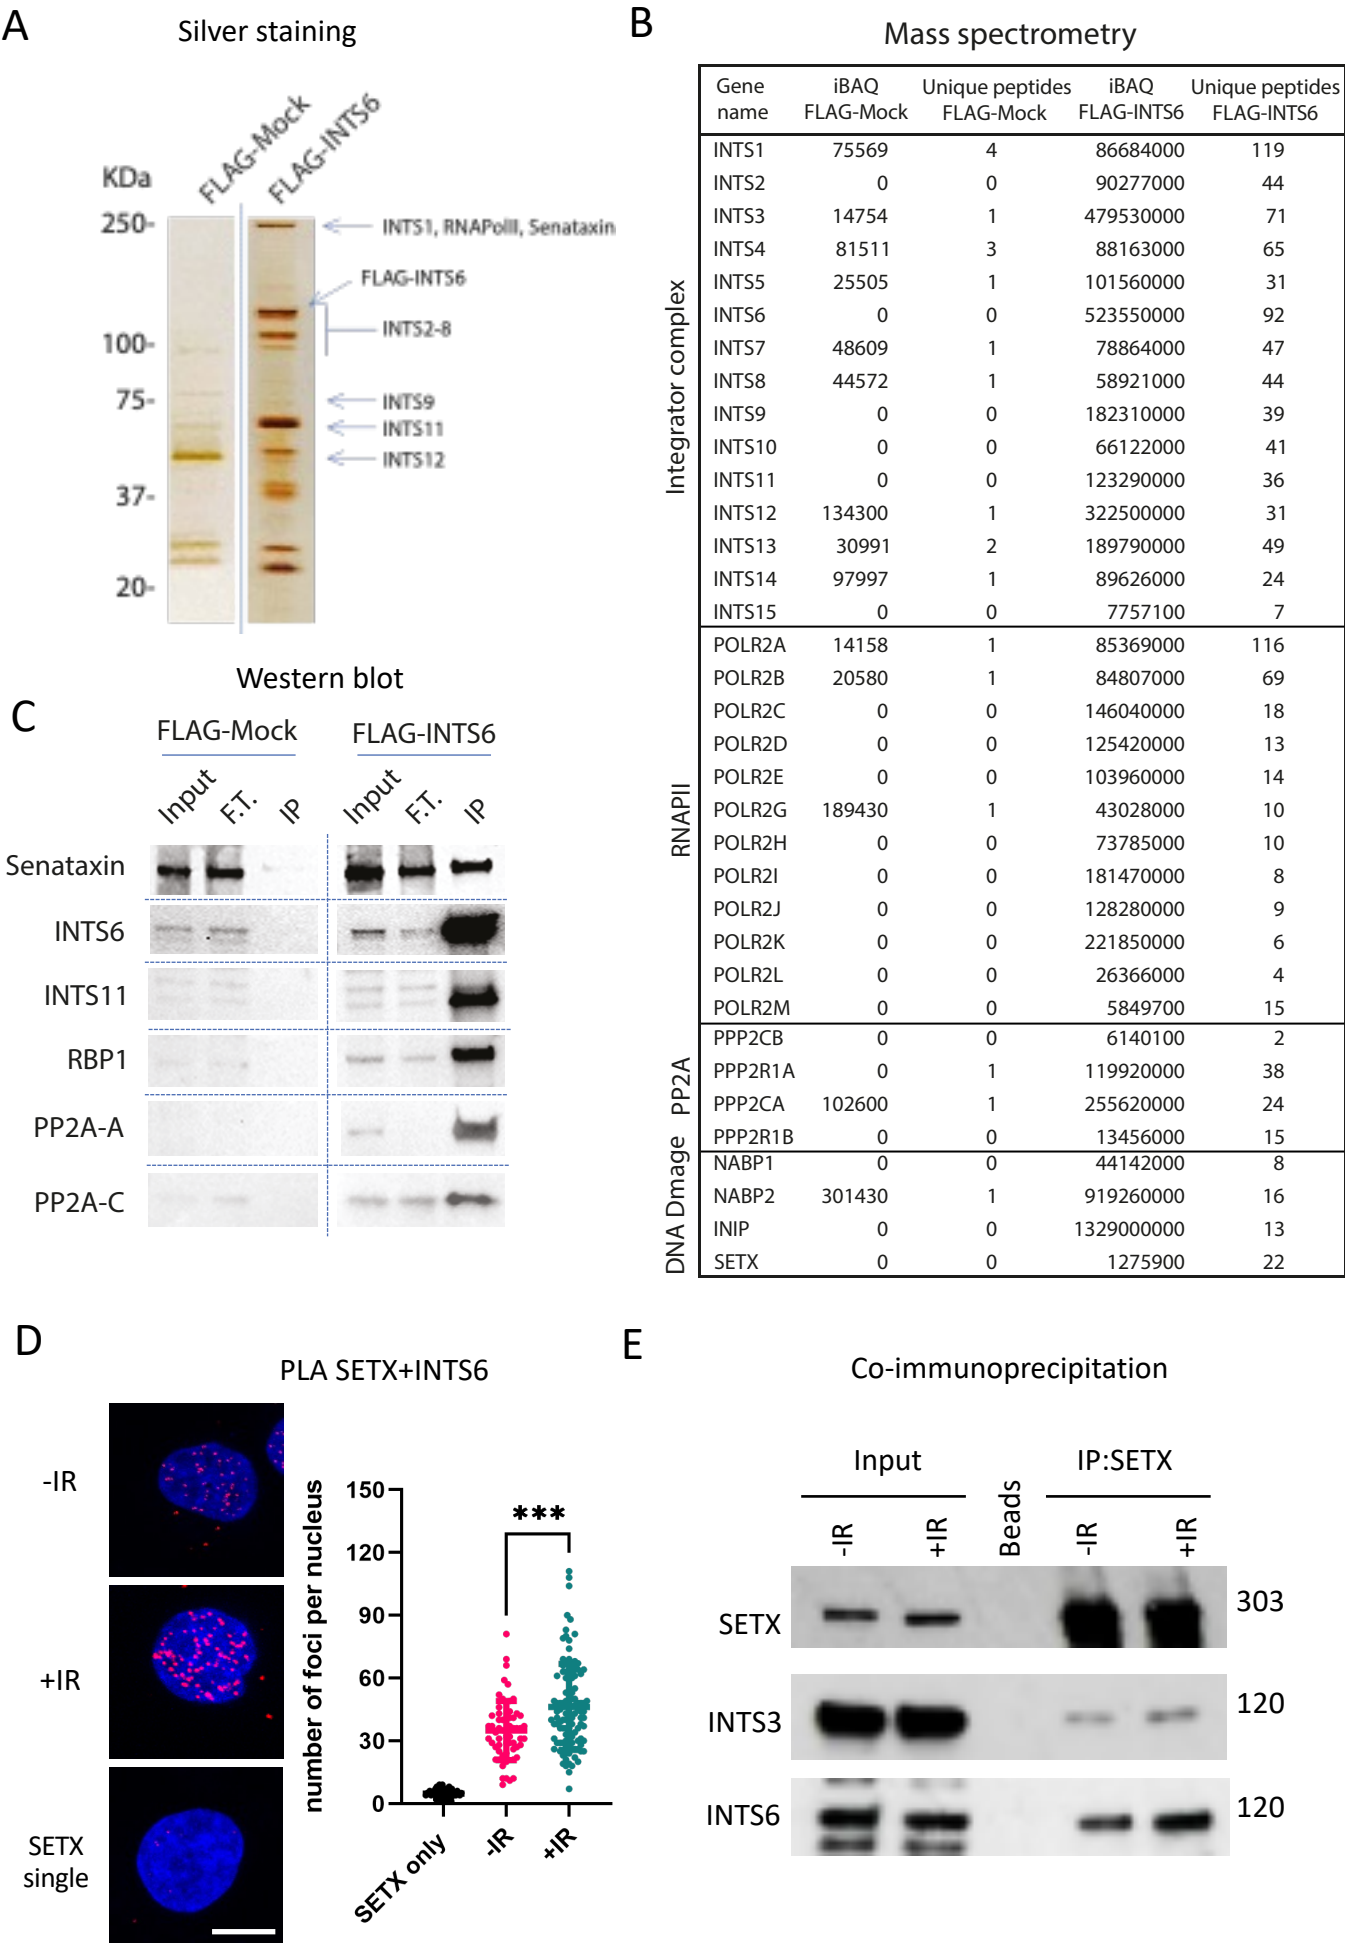 A
Silver staining
FLAG-Mock
FLAG-INTS6
KDa
250-
100-
75-
37-
20-
INTS1, RNAPolII, Senataxin
FLAG-INTS6
INTS2-8
INTS9
INTS11
INTS12
B
Mass spectrometry
Gene name iBAQ FLAG-Mock Unique peptides FLAG-Mock iBAQ FLAG-INTS6 Unique peptides FLAG-INTS6
Integrator complex
INTS1 75569 4 86684000 119
INTS2 0 0 90277000 44
INTS3 14754 1 479530000 71
INTS4 81511 3 88163000 65
INTS5 25505 1 101560000 31
INTS6 0 0 523550000 92
INTS7 48609 1 78864000 47
INTS8 44572 1 58921000 44
INTS9 0 0 182310000 39
INTS10 0 0 66122000 41
INTS11 0 0 123290000 36
INTS12 134300 1 322500000 31
INTS13 30991 2 189790000 49
INTS14 97997 1 89626000 24
INTS15 0 0 7757100 7
RNAPII
POLR2A 14158 1 85369000 116
POLR2B 20580 1 84807000 69
POLR2C 0 0 146040000 18
POLR2D 0 0 125420000 13
POLR2E 0 0 103960000 14
POLR2G 189430 1 43028000 10
POLR2H 0 0 73785000 10
POLR2I 0 0 181470000 8
POLR2J 0 0 128280000 9
POLR2K 0 0 221850000 6
POLR2L 0 0 26366000 4
POLR2M 0 0 5849700 15
PP2A
PPP2CB 0 0 6140100 2
PPP2R1A 0 1 119920000 38
PPP2CA 102600 1 255620000 24
PPP2R1B 0 0 13456000 15
DNA Dmage
NABP1 0 0 44142000 8
NABP2 301430 1 919260000 16
INIP 0 0 1329000000 13
SETX 0 0 1275900 22
Western blot
C
FLAG-Mock FLAG-INTS6
Input F.T. IP Input F.T. IP
Senataxin
INTS6
INTS11
RBP1
PP2A-A
PP2A-C
D
PLA SETX+INTS6
-IR
+IR
SETX single
number of foci per nucleus
150
120
90
60
30
0
***
SETX only
-IR
+IR
E
Co-immunoprecipitation
Input Beads IP:SETX
-IR +IR -IR +IR
SETX 303
INTS3 120
INTS6 120